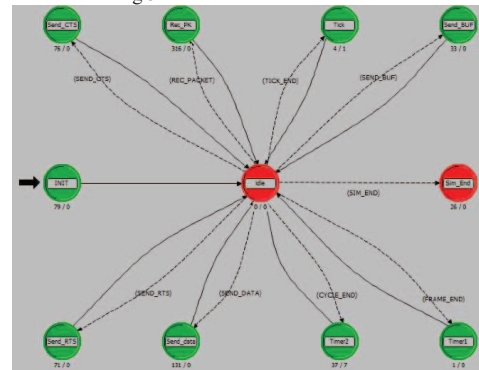 Send_CTS Rec_PK Tick Send_BUF
76 / 0 316 / 0 4 / 1 33 / 0
(SEND_CTS) (REC_PACKET) (TICK_END) (SEND_BUF)
INIT Idle Sim_End
79 / 0 0 / 0 26 / 0
(SIM_END)
(SEND_RTS) (SEND_DATA) (CYCLE_END) (FRAME_END)
Send_RTS Send_data Timer2 Timer1
71 / 0 131 / 0 37 / 7 1 / 0